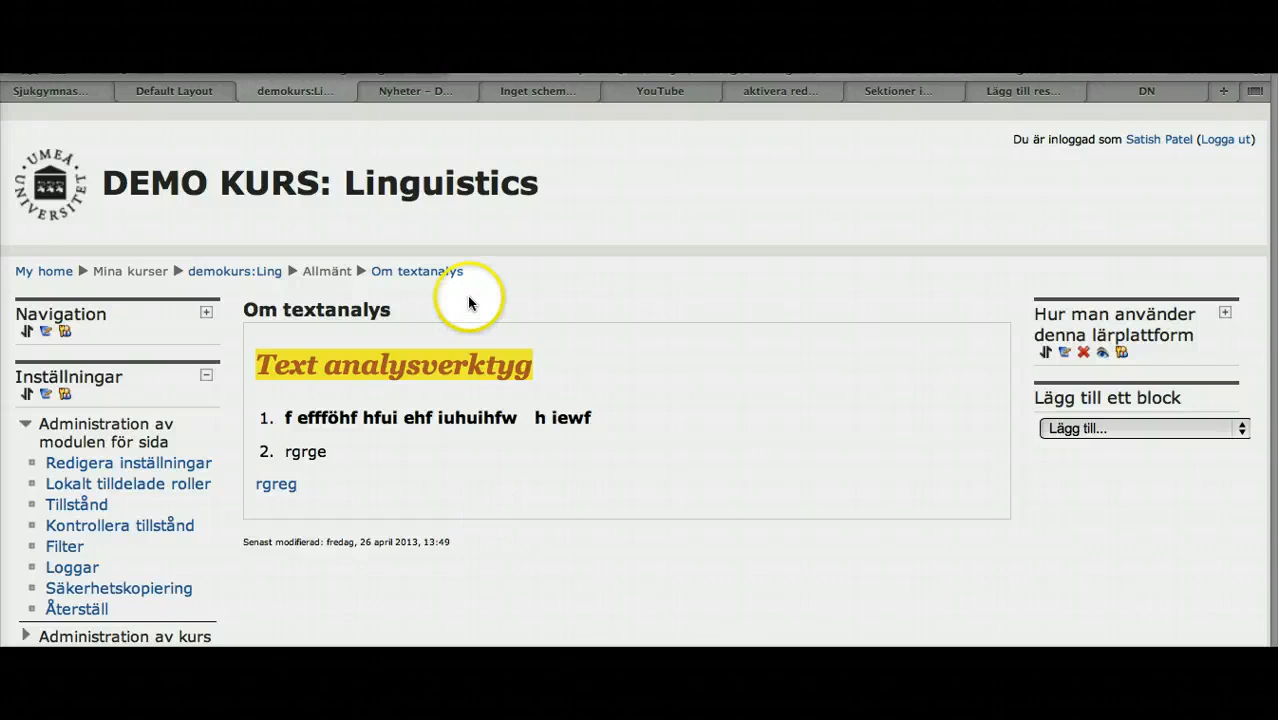 Sjukgymnas...
Default Layout
demokurs:Li...
Nyheter – D...
Inget schem...
YouTube
aktivera red...
Sektioner i...
Lägg till res...
DN
Du är inloggad som Satish Patel (Logga ut)
UMEÅ UNIVERSITET
DEMO KURS: Linguistics
My home ▶ Mina kurser ▶ demokurs:Ling ▶ Allmänt ▶ Om textanalys
Navigation
Inställningar
Administration av
modulen för sida
Redigera inställningar
Lokalt tilldelade roller
Tillstånd
Kontrollera tillstånd
Filter
Loggar
Säkerhetskopiering
Återställ
Administration av kurs
Om textanalys
Text analysverktyg
1. f effföhf hfui ehf iuhuihfw h iewf
2. rgrge
rgreg
Senast modifierad: fredag, 26 april 2013, 13:49
Hur man använder
denna lärplattform
Lägg till ett block
Lägg till...